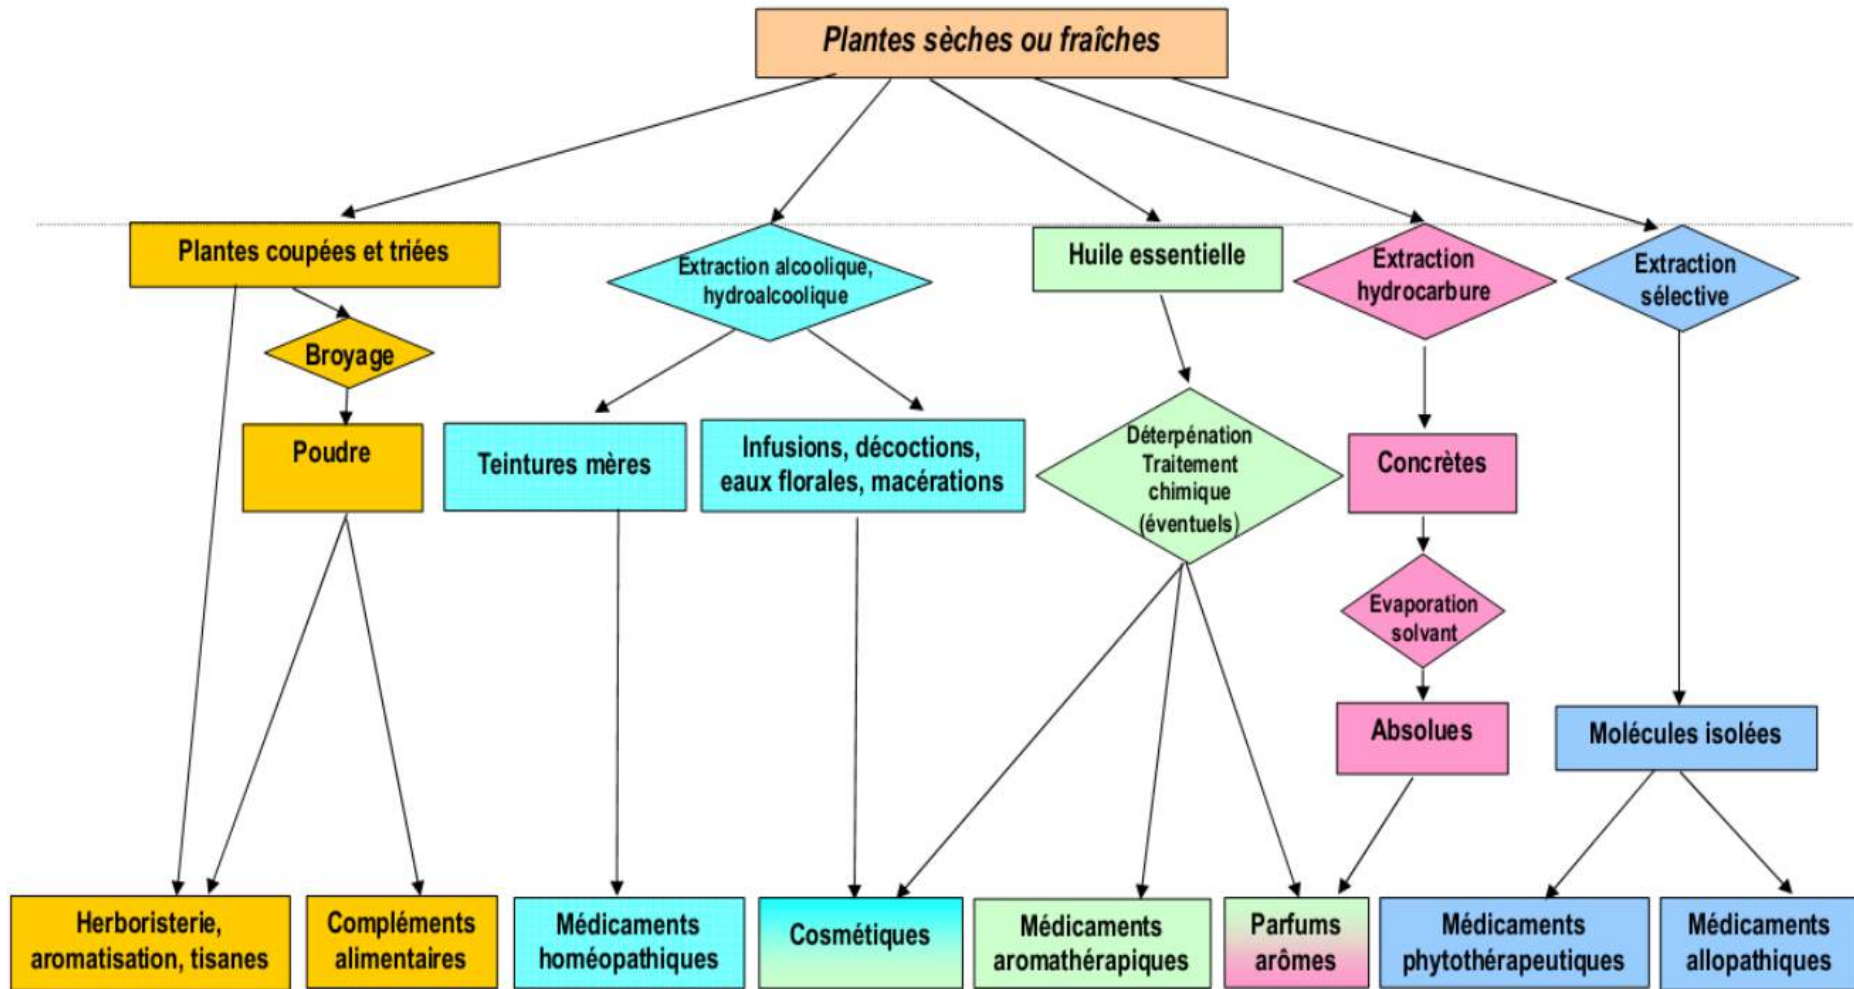 Plantes sèches ou fraîches
Plantes coupées et triées
Extraction alcoolique,
hydroalcoolique
Huile essentielle
Extraction
hydrocarbure
Extraction
sélective
Broyage
Poudre
Teintures mères
Infusions, décoctions,
eaux florales, macérations
Déterpénation
Traitement
chimique
(éventuels)
Concrètes
Evaporation
solvant
Absolues
Molécules isolées
Herboristerie,
aromatisation, tisanes
Compléments
alimentaires
Médicaments
homéopathiques
Cosmétiques
Médicaments
aromathérapiques
Parfums
arômes
Médicaments
phytothérapeutiques
Médicaments
allopathiques